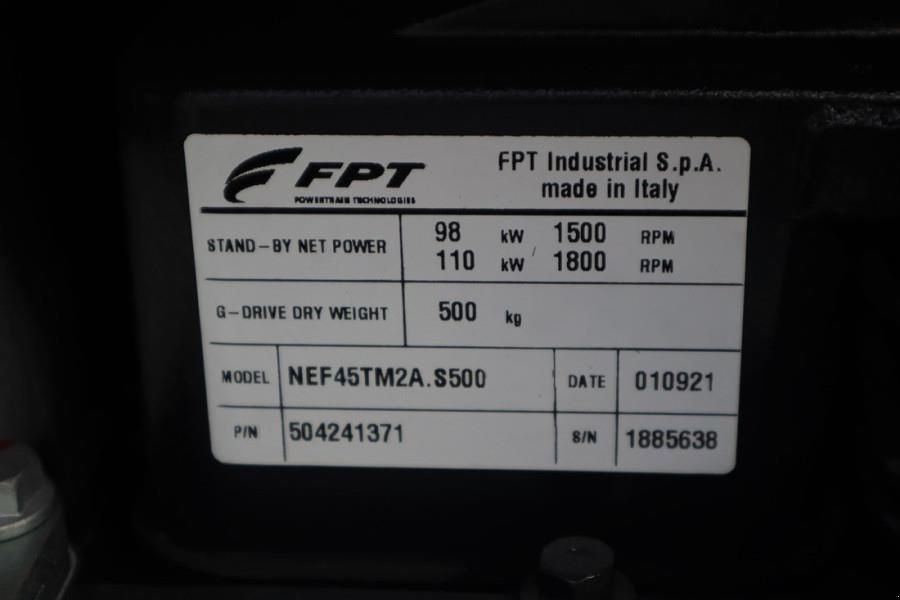 FPT
POWERTRAIN TECHNOLOGIES
FPT Industrial S.p.A.
made in Italy
STAND-BY NET POWER
98 kW 1500 RPM
110 kW 1800 RPM
G-DRIVE DRY WEIGHT 500 kg
MODEL NEF45TM2A.S500 DATE 010921
P/N 504241371 S/N 1885638